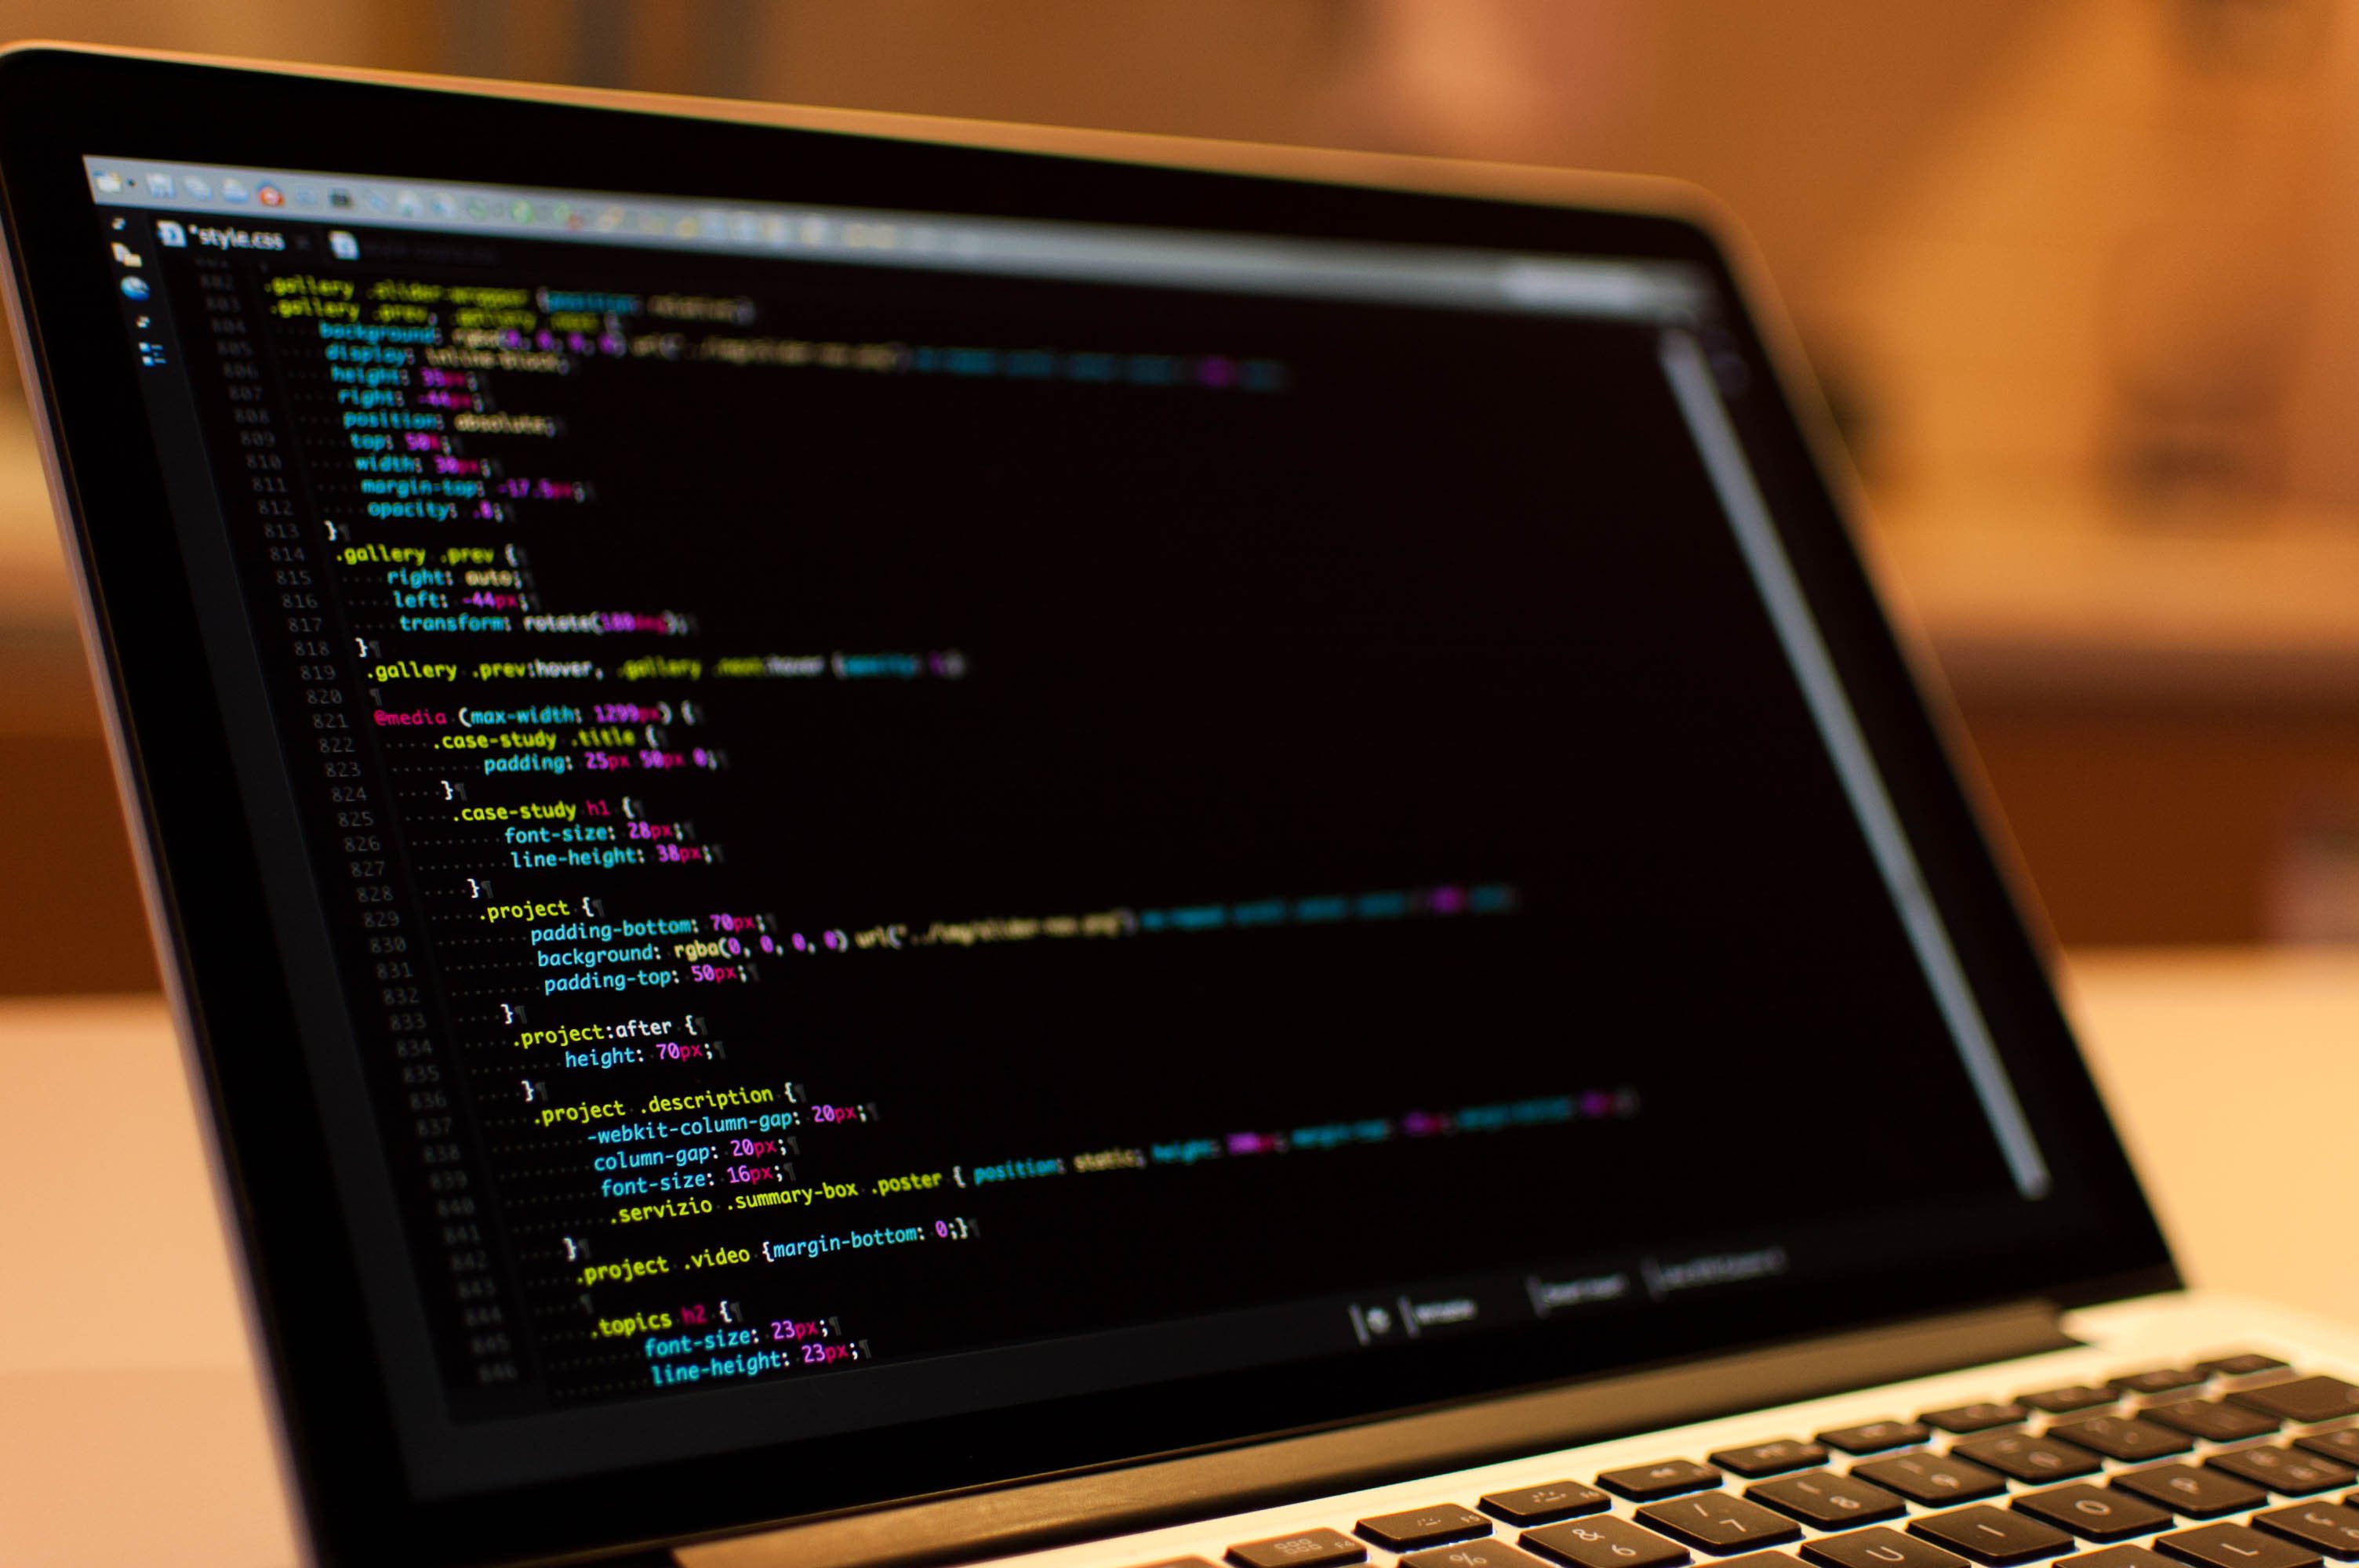 *style.css
802 .gallery .slider-wrapper {position: relative;}
803 .gallery .prev, .gallery .next {
804 background: rgba(0, 0, 0, 0) url("../img/slider-nav.png")
805 display: inline-block;
806 height: 35px;
807 right: -44px;
808 position: absolute;
809 top: 50%;
810 width: 30px;
811 margin-top: -17.5px;
812 opacity: .8;
813 }
814 .gallery .prev {
815 right: auto;
816 left: -44px;
817 transform: rotate(180deg);
818 }
819 .gallery .prev:hover, .gallery .next:hover {opacity: 1;}
820
821 @media (max-width: 1299px) {
822 .case-study .title {
823 padding: 25px 50px 0;
824 }
825 .case-study h1 {
826 font-size: 28px;
827 line-height: 38px;
828 }
829 .project {
830 padding-bottom: 70px;
831 background: rgba(0, 0, 0, 0) url("../img/slider-nav.png")
832 padding-top: 50px;
833 }
834 .project:after {
835 height: 70px;
836 }
837 .project .description {
838 -webkit-column-gap: 20px;
839 column-gap: 20px;
840 font-size: 16px;
841 .servizio .summary-box .poster { position: static; height:
842 }
843 .project .video {margin-bottom: 0;}
844
845 .topics h2 {
846 font-size: 23px;
line-height: 23px;
F4 F5 F6
% & 6 7 8
U I O L